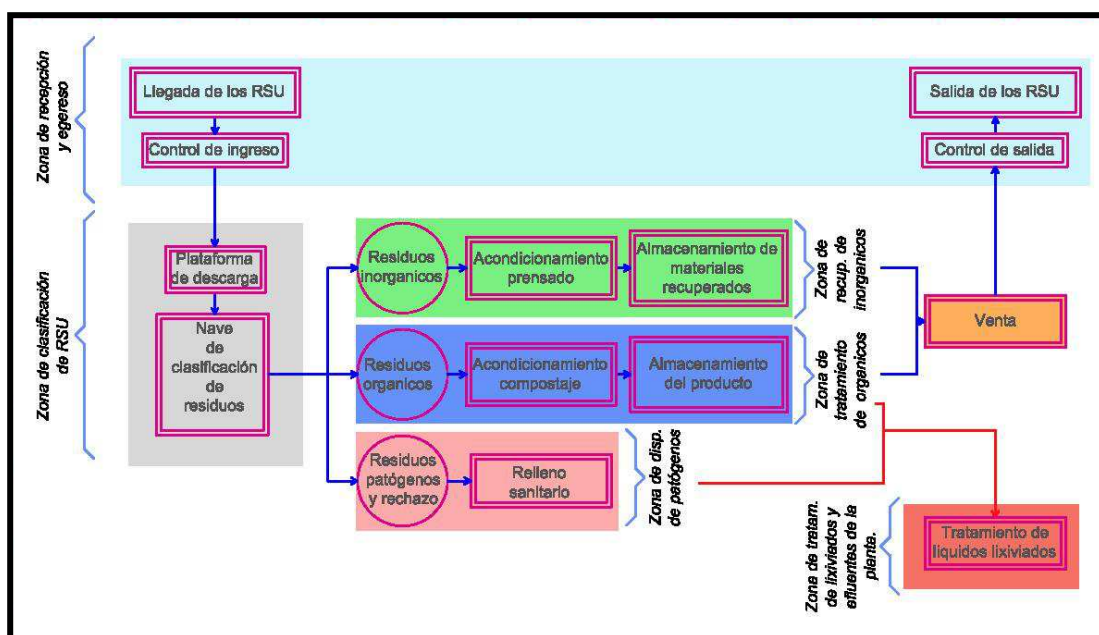 Zona de recepción
y egereso
Llegada de los RSU
Control de ingreso
Salida de los RSU
Control de salida
Zona de clasificación
de RSU
Plataforma
de descarga
Nave
de
clasificación
de
residuos
Residuos
inorganicos
Acondicionamiento
prensado
Almacenamiento de
materiales
recuperados
Zona de
recup. de
inorganicos
Venta
Residuos
organicos
Acondicionamiento
compostaje
Almacenamiento
del producto
Zona de
tratamiento
de organicos
Residuos
patógenos
y rechazo
Relleno
sanitario
Zona de disp.
de patógenos
Zona de tratam.
de lixiviados y
efluentes de la
planta.
Tratamiento de
líquidos lixiviados